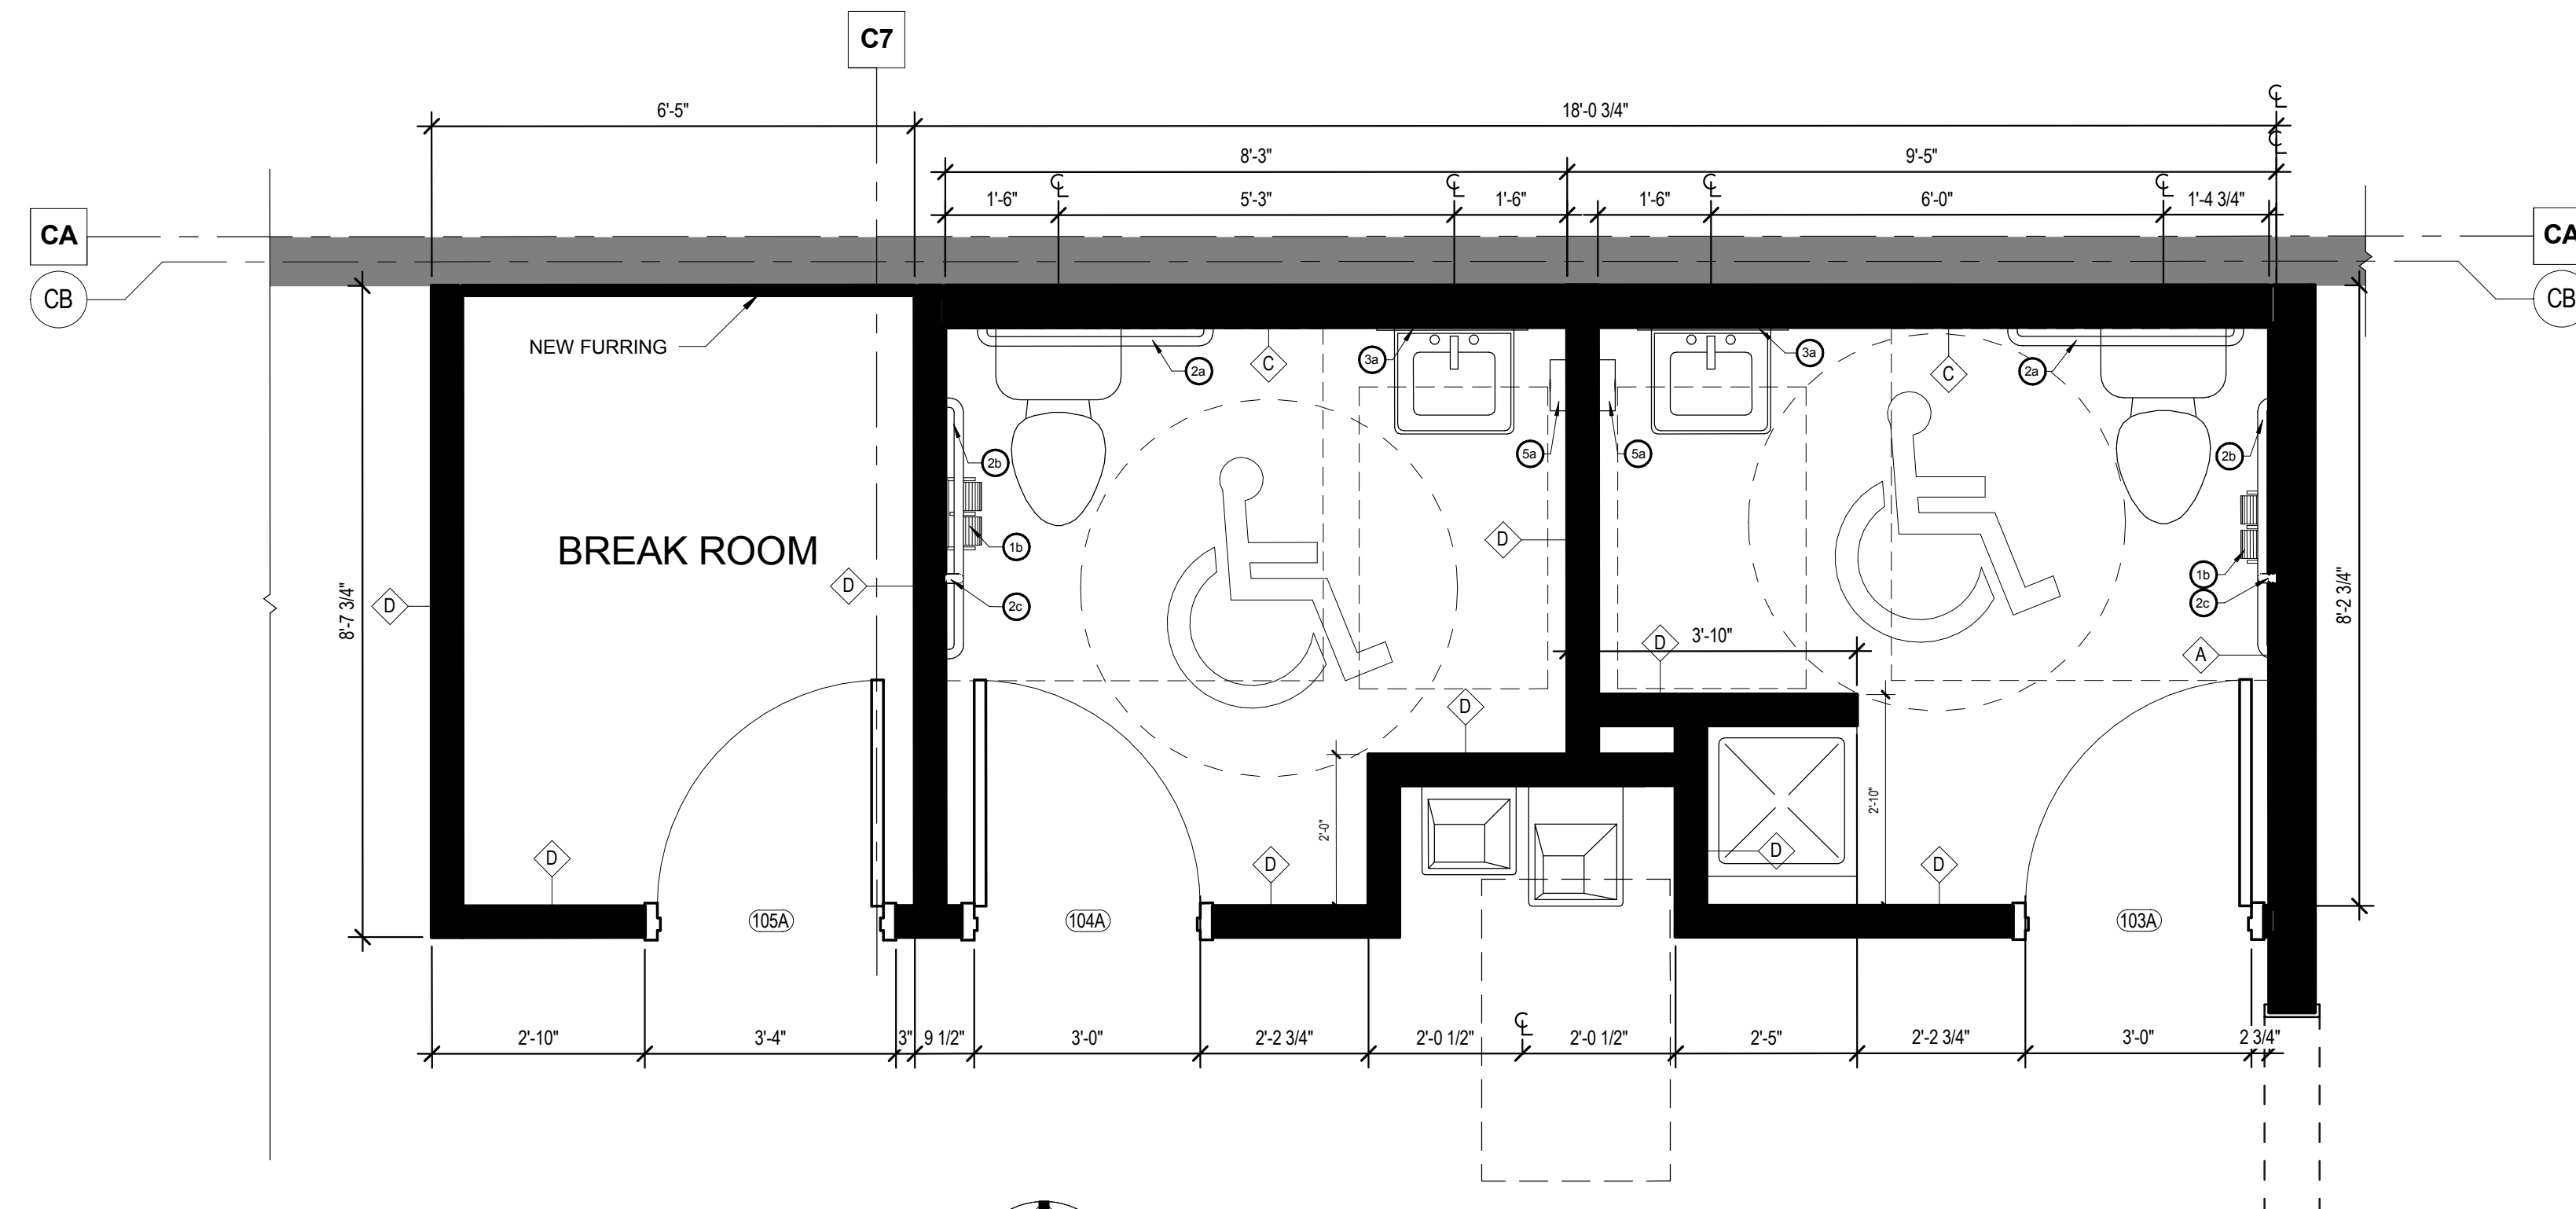 C7
6'-5"
18'-0 3/4"
℄
8'-3"
9'-5"
℄
1'-6"
℄
5'-3"
℄
1'-6"
1'-6"
℄
6'-0"
℄
1'-4 3/4"
CA
CA
CB
CB
NEW FURRING
2a
C
3a
3a
C
2a
2b
5a
5a
2b
BREAK ROOM
1b
D
D
1b
2c
2c
8'-7 3/4"
D
8'-2 3/4"
D
3'-10"
A
D
2'-10"
2'-0"
D
D
D
D
105A
104A
103A
2'-10"
3'-4"
3"
9 1/2"
3'-0"
2'-2 3/4"
2'-0 1/2"
℄
2'-0 1/2"
2'-5"
2'-2 3/4"
3'-0"
2 3/4"